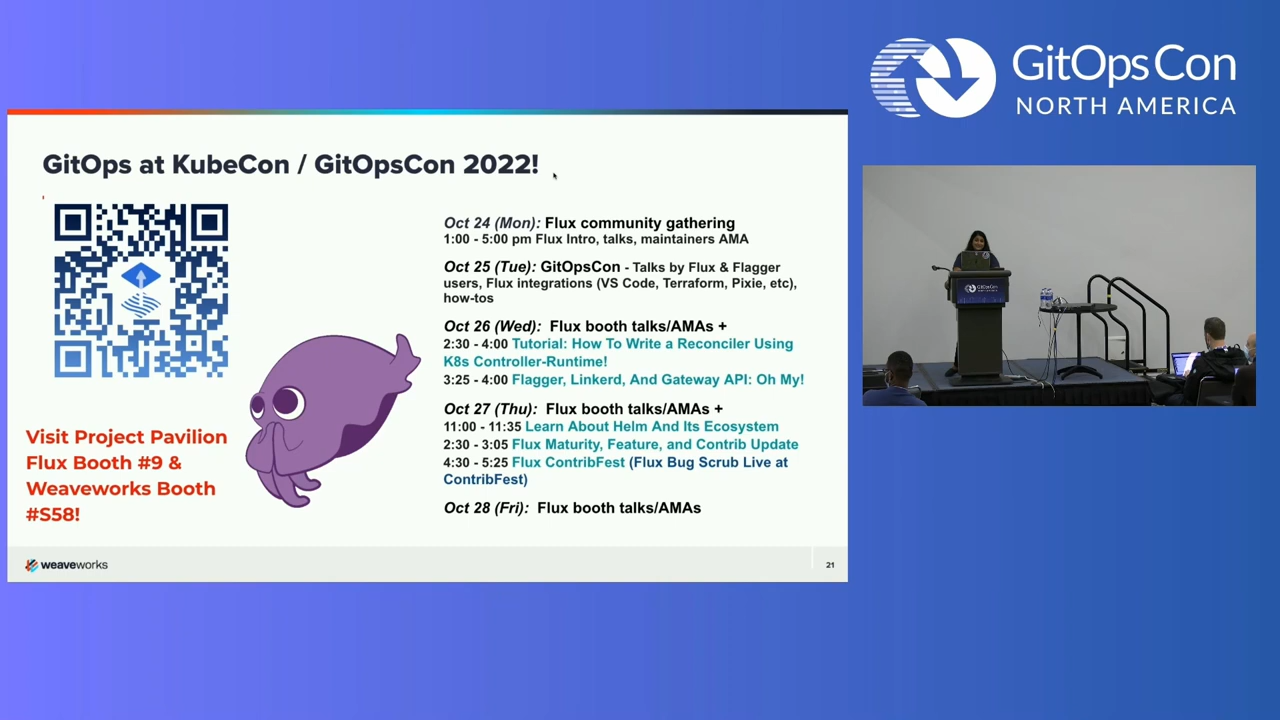 GitOpsCon
NORTH AMERICA
GitOps at KubeCon / GitOpsCon 2022!
Oct 24 (Mon): Flux community gathering
1:00 - 5:00 pm Flux Intro, talks, maintainers AMA
Oct 25 (Tue): GitOpsCon - Talks by Flux & Flagger
users, Flux integrations (VS Code, Terraform, Pixie, etc),
how-tos
Oct 26 (Wed): Flux booth talks/AMAs +
2:30 - 4:00 Tutorial: How To Write a Reconciler Using
K8s Controller-Runtime!
3:25 - 4:00 Flagger, Linkerd, And Gateway API: Oh My!
Oct 27 (Thu): Flux booth talks/AMAs +
11:00 - 11:35 Learn About Helm And Its Ecosystem
2:30 - 3:05 Flux Maturity, Feature, and Contrib Update
4:30 - 5:25 Flux ContribFest (Flux Bug Scrub Live at
ContribFest)
Oct 28 (Fri): Flux booth talks/AMAs
Visit Project Pavilion
Flux Booth #9 &
Weaveworks Booth
#S58!
weaveworks
21
GitOpsCon